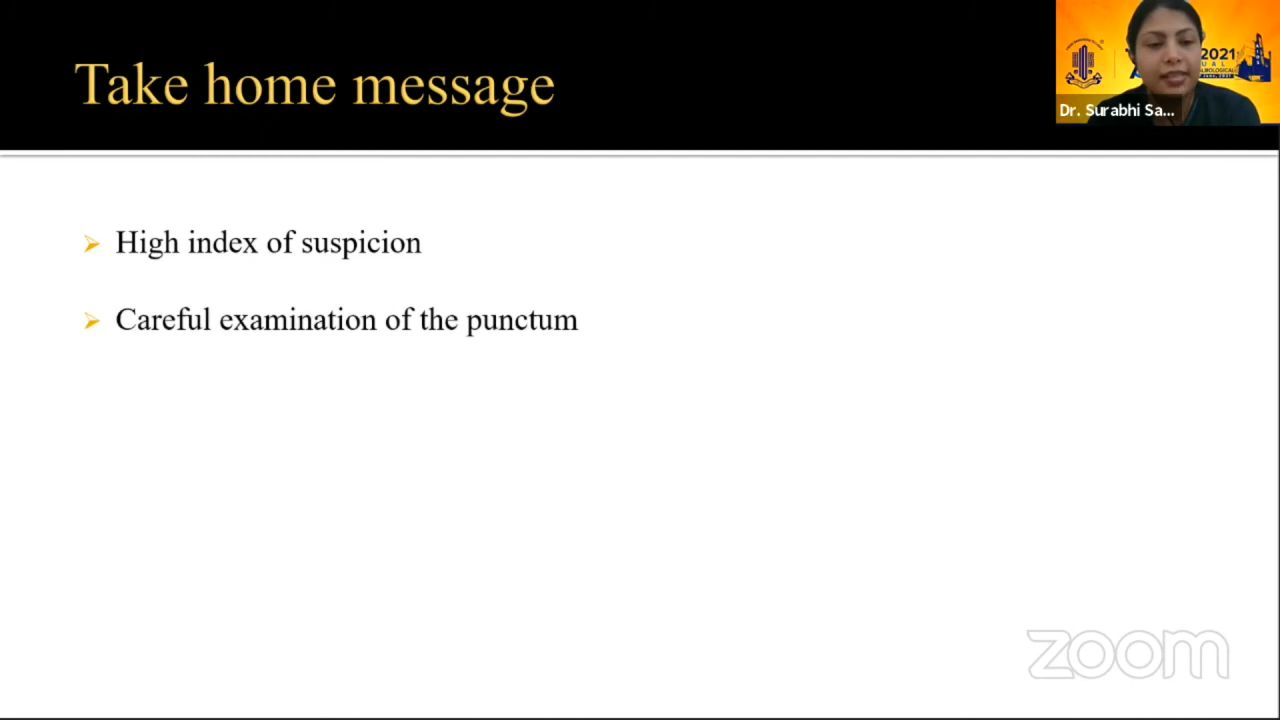 Take home message
2021
Dr. Surabhi Sa...
High index of suspicion
Careful examination of the punctum
zoom